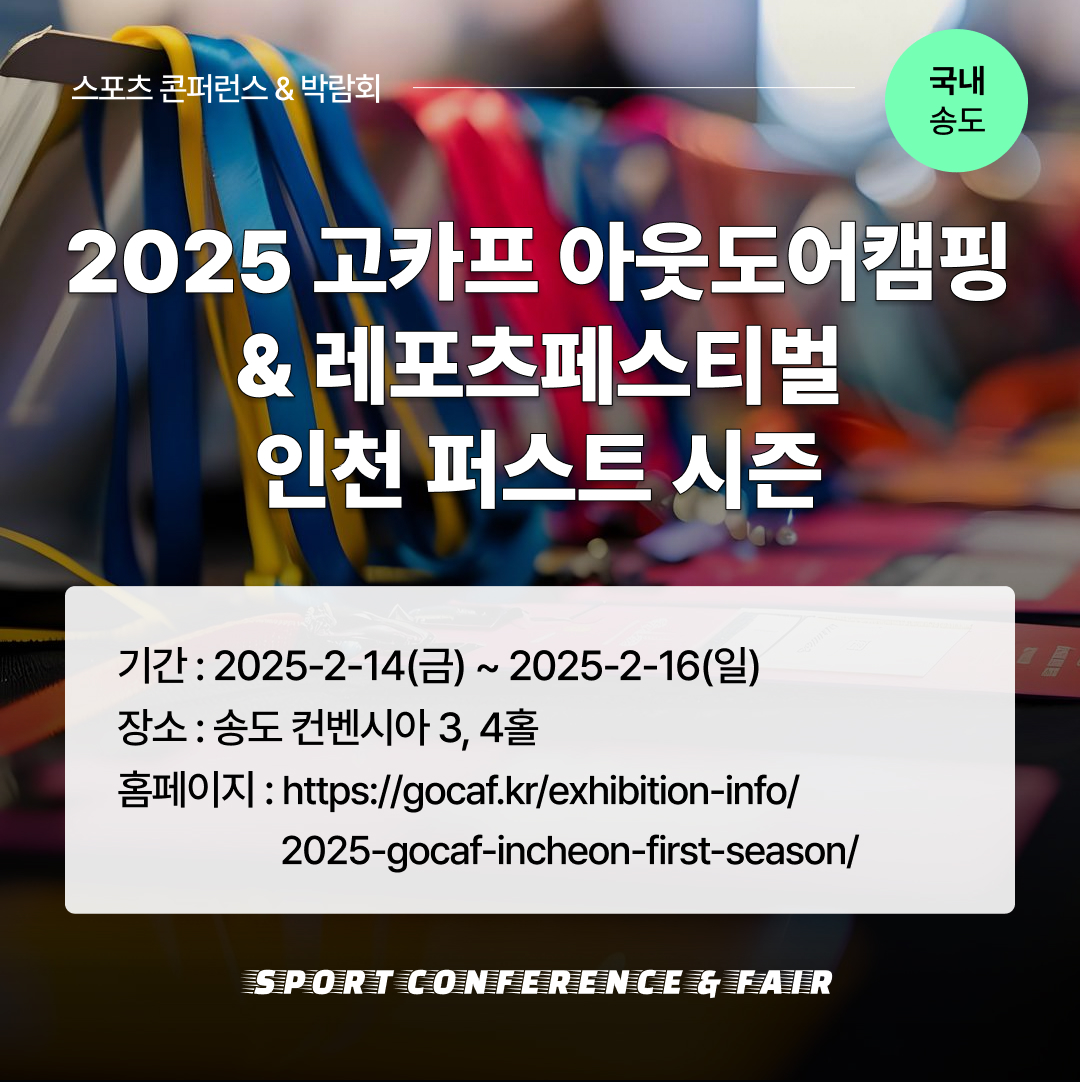 스포츠 콘퍼런스 & 박람회
국내
송도
2025 고카프 아웃도어캠핑
& 레포츠페스티벌
인천 퍼스트 시즌
기간 : 2025-2-14(금) ~ 2025-2-16(일)
장소 : 송도 컨벤시아 3, 4홀
홈페이지 : https://gocaf.kr/exhibition-info/
2025-gocaf-incheon-first-season/
SPORT CONFERENCE & FAIR